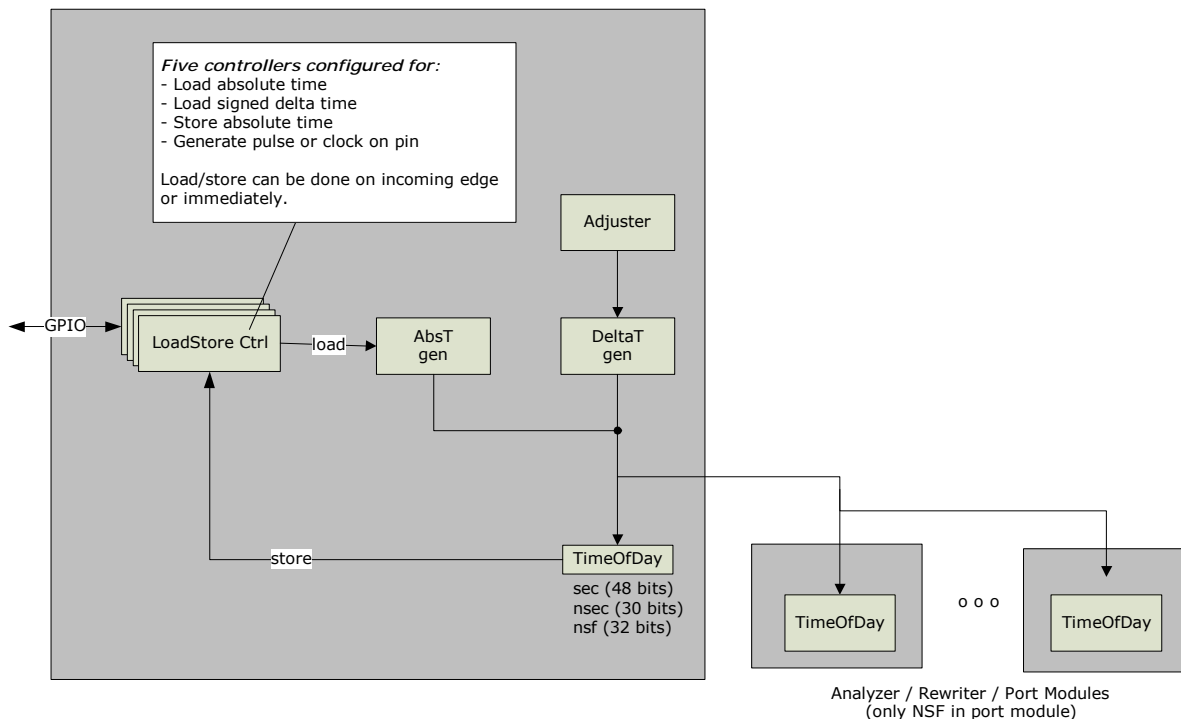 Five controllers configured for:
- Load absolute time
- Load signed delta time
- Store absolute time
- Generate pulse or clock on pin
Load/store can be done on incoming edge
or immediately.
Adjuster
GPIO
LoadStore Ctrl
load
AbsT
gen
DeltaT
gen
store
TimeOfDay
sec (48 bits)
nsec (30 bits)
nsf (32 bits)
TimeOfDay
o o o
TimeOfDay
Analyzer / Rewriter / Port Modules
(only NSF in port module)